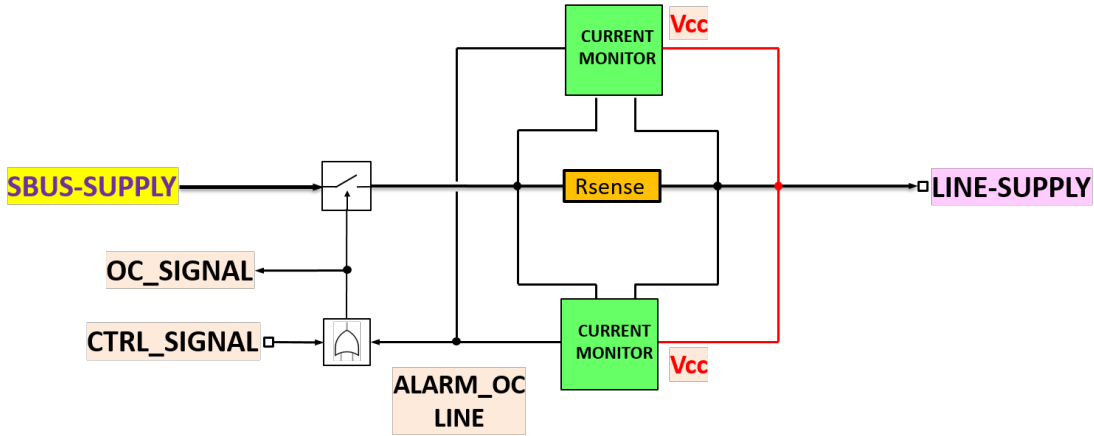 CURRENT
MONITOR
Vcc
SBUS-SUPPLY
Rsense
LINE-SUPPLY
OC_SIGNAL
CTRL_SIGNAL
CURRENT
MONITOR
Vcc
ALARM_OC
LINE